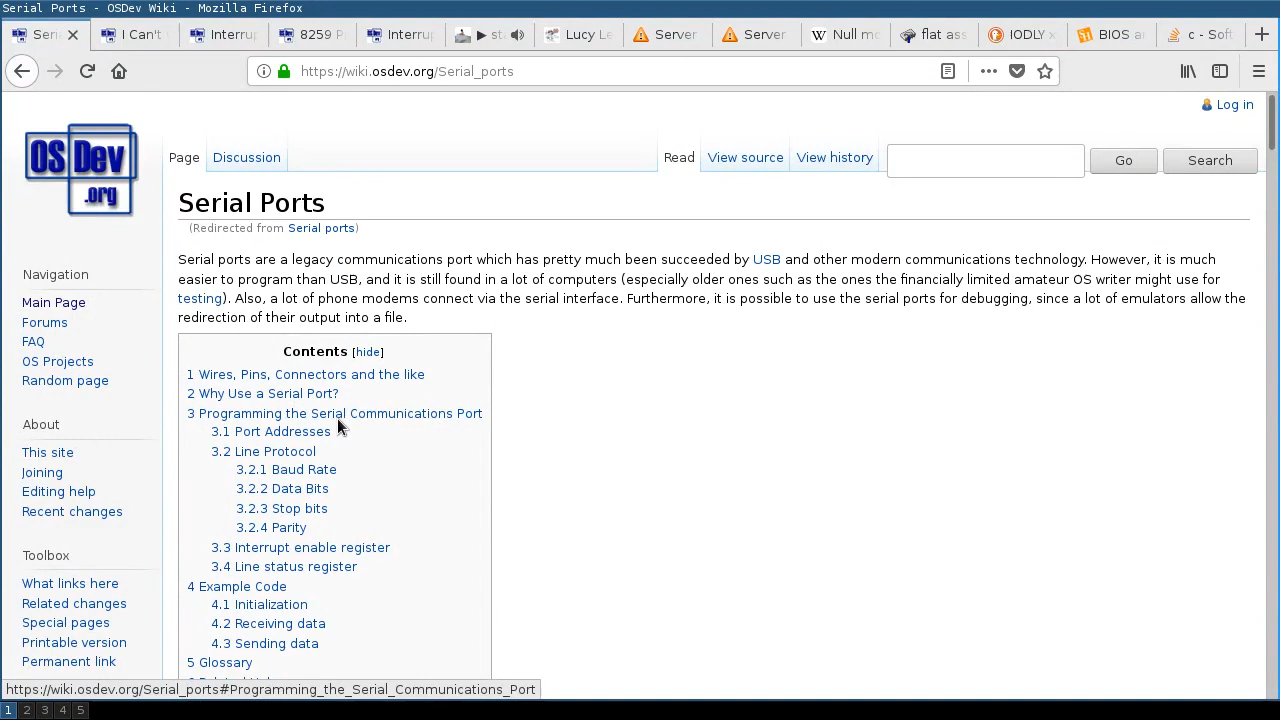 Serial Ports - OSDev Wiki - Mozilla Firefox
Seri
I Can't
Interrup
8259 P
Interru
st
Lucy Le
Server
Server
Null m
flat ass
IODLY x
BIOS a
c - Soft
https://wiki.osdev.org/Serial_ports
Log in
OS Dev
.org
Page
Discussion
Read
View source
View history
Go
Search
Serial Ports
(Redirected from Serial ports)
Serial ports are a legacy communications port which has pretty much been succeeded by USB and other modern communications technology. However, it is much
easier to program than USB, and it is still found in a lot of computers (especially older ones such as the ones the financially limited amateur OS writer might use for
testing). Also, a lot of phone modems connect via the serial interface. Furthermore, it is possible to use the serial ports for debugging, since a lot of emulators allow the
redirection of their output into a file.
Contents [hide]
1 Wires, Pins, Connectors and the like
2 Why Use a Serial Port?
3 Programming the Serial Communications Port
3.1 Port Addresses
3.2 Line Protocol
3.2.1 Baud Rate
3.2.2 Data Bits
3.2.3 Stop bits
3.2.4 Parity
3.3 Interrupt enable register
3.4 Line status register
4 Example Code
4.1 Initialization
4.2 Receiving data
4.3 Sending data
5 Glossary
Navigation
Main Page
Forums
FAQ
OS Projects
Random page
About
This site
Joining
Editing help
Recent changes
Toolbox
What links here
Related changes
Special pages
Printable version
Permanent link
https://wiki.osdev.org/Serial_ports#Programming_the_Serial_Communications_Port
1 2 3 4 5